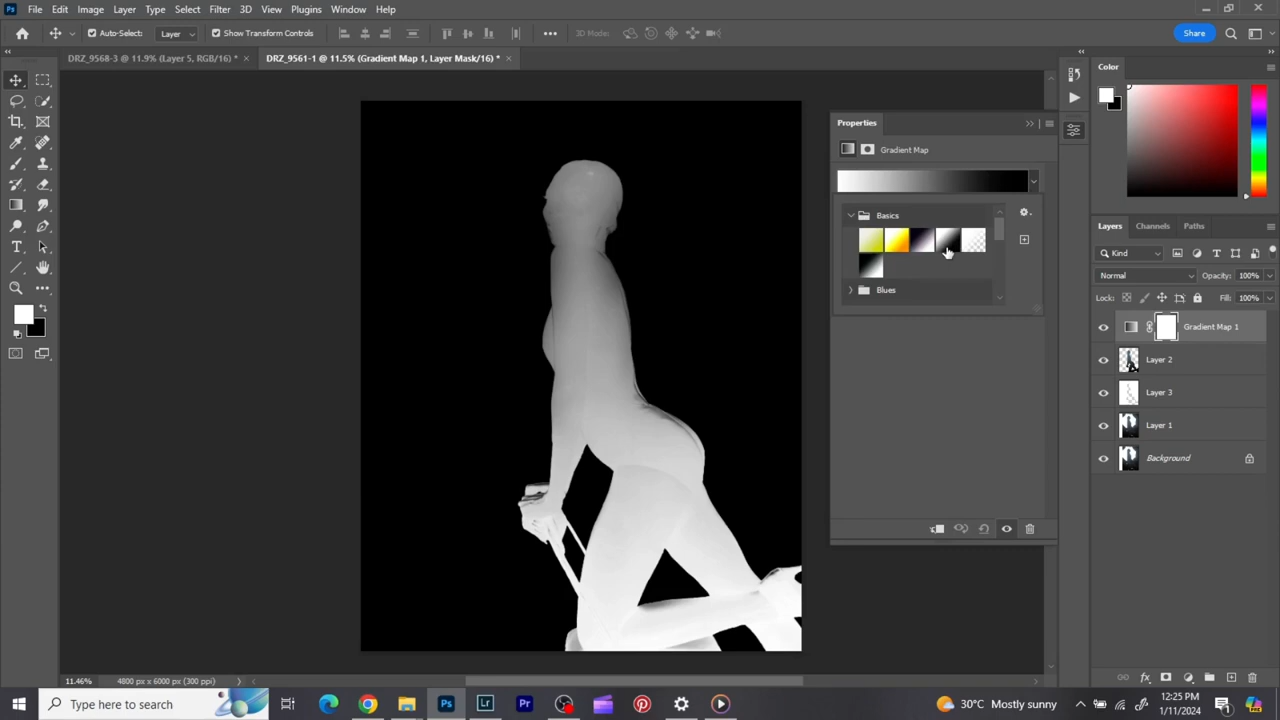 File Edit Image Layer Type Select Filter 3D View Plugins Window Help
Auto-Select: Layer Show Transform Controls 3D Mode: Share
DRZ_9568-3 @ 11.9% (Layer 5, RGB/16) * × DRZ_9561-1 @ 11.5% (Gradient Map 1, Layer Mask/16) * ×
Color
Properties
Gradient Map
Basics
Blues
Layers Channels Paths
Kind
Normal Opacity: 100%
Lock: Fill: 100%
Gradient Map 1
Layer 2
Layer 3
Layer 1
Background
11.46% 4800 px x 6000 px (300 ppi)
Type here to search
30°C Mostly sunny
12:25 PM
1/11/2024